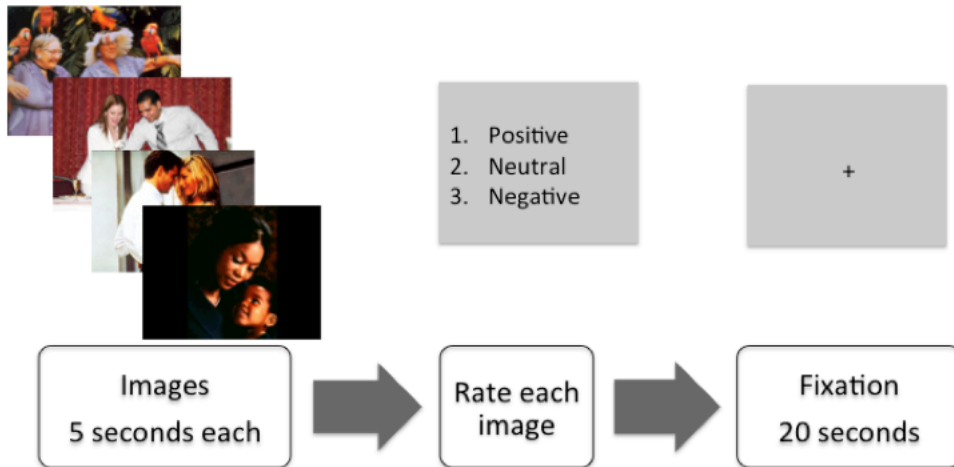 1. Positive
2. Neutral
3. Negative
+
Images
5 seconds each
Rate each
image
Fixation
20 seconds